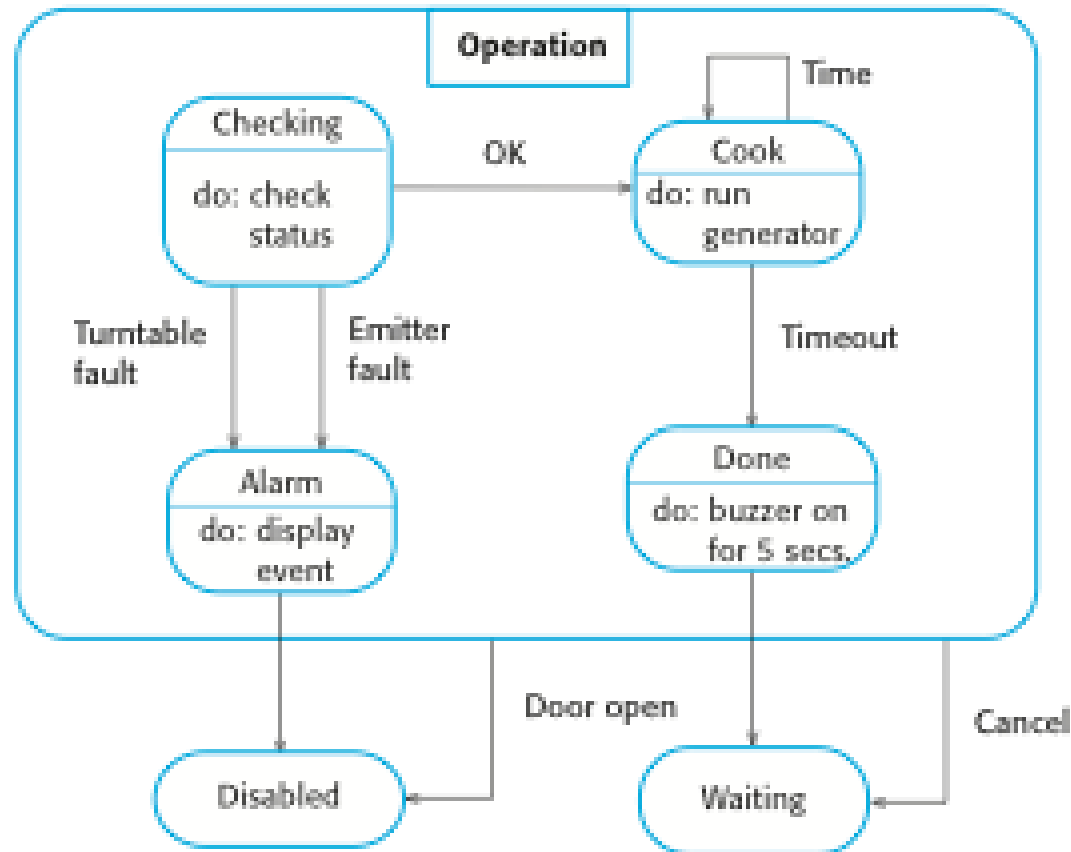 Operation
Time
Checking
OK
Cook
do: check
status
do: run
generator
Turntable
fault
Emitter
fault
Timeout
Alarm
do: display
event
Done
do: buzzer on
for 5 secs.
Door open
Cancel
Disabled
Waiting